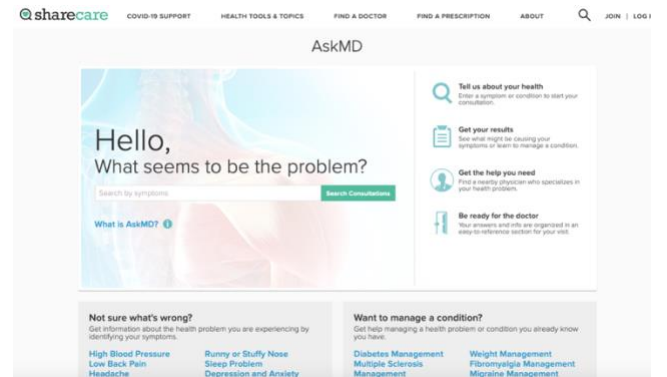 sharecare
COVID-19 SUPPORT
HEALTH TOOLS & TOPICS
FIND A DOCTOR
FIND A PRESCRIPTION
ABOUT
JOIN | LOG I
AskMD
Hello,
What seems to be the problem?
Search by symptoms
Search Consultations
What is AskMD?
Tell us about your health
Enter a symptom or condition to start your
consultation.
Get your results
See what might be causing your
symptoms or learn to manage a condition.
Get the help you need
Find a nearby physician who specializes in
your health problem.
Be ready for the doctor
Your answers and info are organized in an
easy-to-reference section for your visit.
Not sure what's wrong?
Get information about the health problem you are experiencing by
identifying your symptoms.
High Blood Pressure
Low Back Pain
Headache
Runny or Stuffy Nose
Sleep Problem
Depression and Anxiety
Want to manage a condition?
Get help managing a health problem or condition you already know
you have.
Diabetes Management
Multiple Sclerosis
Management
Weight Management
Fibromyalgia Management
Migraine Management